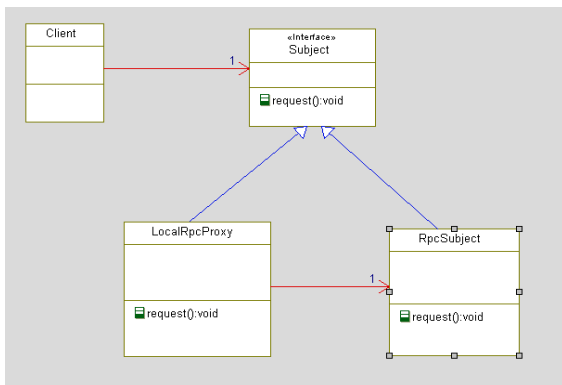 Client
«Interface»
Subject
1
request():void
LocalRpcProxy
request():void
RpcSubject
1
request():void